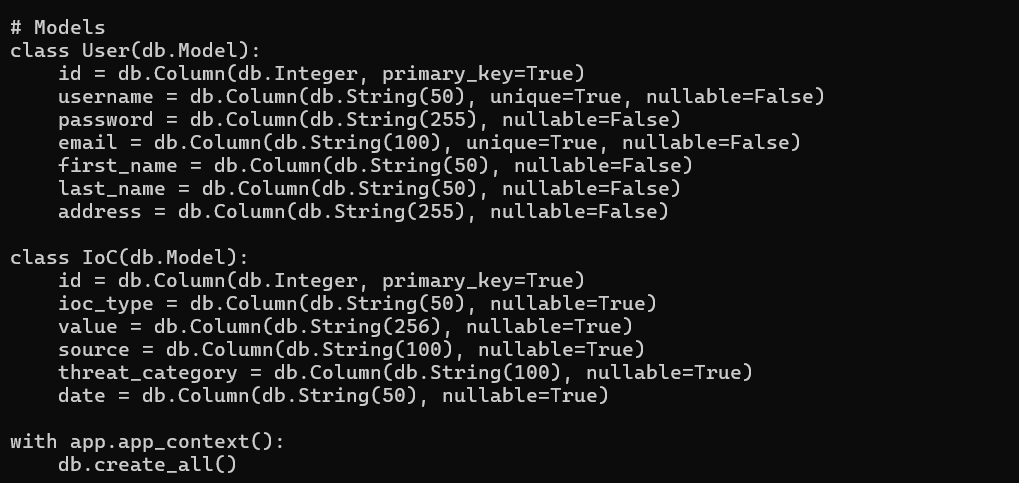 # Models
class User(db.Model):
    id = db.Column(db.Integer, primary_key=True)
    username = db.Column(db.String(50), unique=True, nullable=False)
    password = db.Column(db.String(255), nullable=False)
    email = db.Column(db.String(100), unique=True, nullable=False)
    first_name = db.Column(db.String(50), nullable=False)
    last_name = db.Column(db.String(50), nullable=False)
    address = db.Column(db.String(255), nullable=False)

class IoC(db.Model):
    id = db.Column(db.Integer, primary_key=True)
    ioc_type = db.Column(db.String(50), nullable=True)
    value = db.Column(db.String(256), nullable=True)
    source = db.Column(db.String(100), nullable=True)
    threat_category = db.Column(db.String(100), nullable=True)
    date = db.Column(db.String(50), nullable=True)

with app.app_context():
    db.create_all()